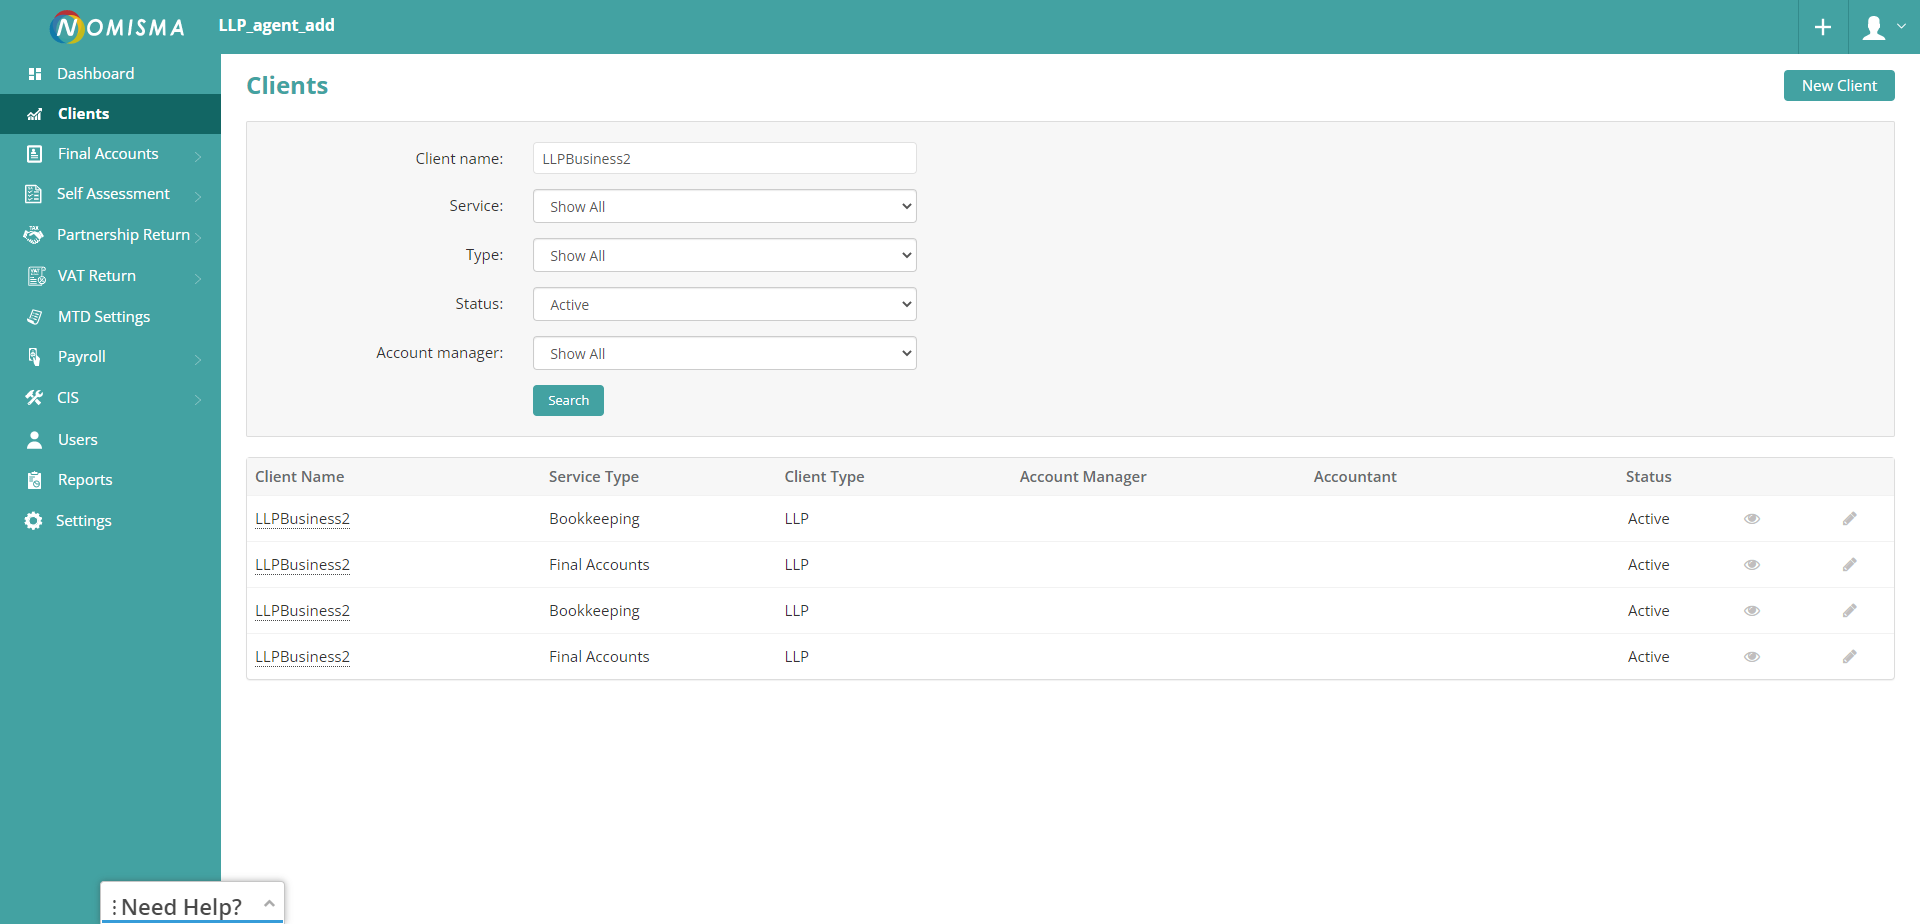 NOMISMA
LLP_agent_add
Dashboard
Clients
Final Accounts
Self Assessment
Partnership Return
VAT Return
MTD Settings
Payroll
CIS
Users
Reports
Settings
Clients
New Client
Client name: LLPBusiness2
Service: Show All
Type: Show All
Status: Active
Account manager: Show All
Search
Client Name Service Type Client Type Account Manager Accountant Status
LLPBusiness2 Bookkeeping LLP Active
LLPBusiness2 Final Accounts LLP Active
LLPBusiness2 Bookkeeping LLP Active
LLPBusiness2 Final Accounts LLP Active
Need Help?